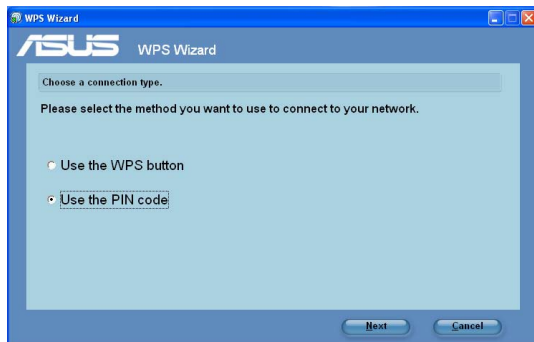 WPS Wizard
ASUS WPS Wizard
Choose a connection type.
Please select the method you want to use to connect to your network.
Use the WPS button
Use the PIN code
Next Cancel